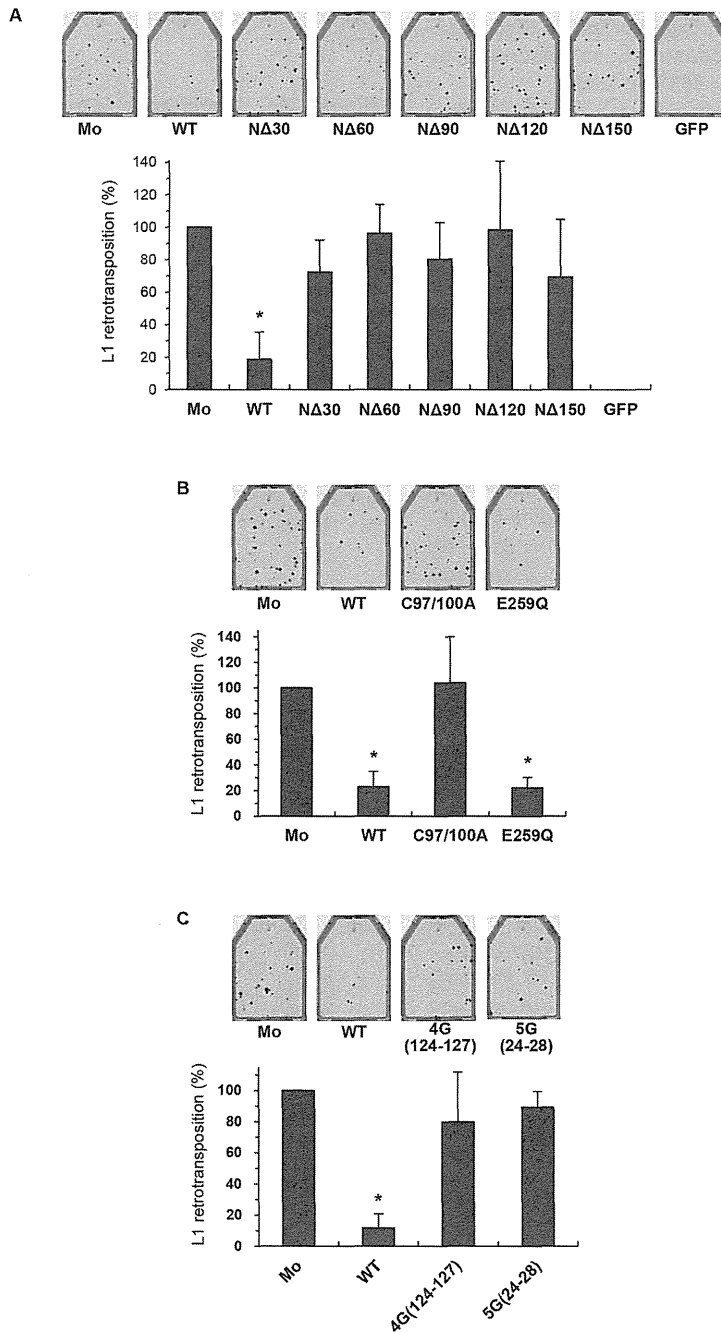 A
Mo WT NΔ30 NΔ60 NΔ90 NΔ120 NΔ150 GFP
L1 retrotransposition (%)
140
120
100
80
60
40
20
0
*
Mo WT NΔ30 NΔ60 NΔ90 NΔ120 NΔ150 GFP
B
Mo WT C97/100A E259Q
L1 retrotransposition (%)
140
120
100
80
60
40
20
0
* *
Mo WT C97/100A E259Q
C
Mo WT 4G 5G
(124-127) (24-28)
L1 retrotransposition (%)
100
80
60
40
20
0
*
Mo WT 4G(124-127) 5G(24-28)